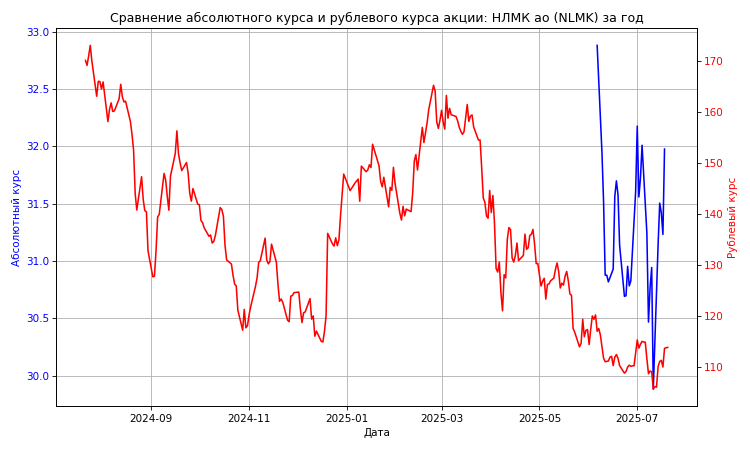 Сравнение абсолютного курса и рублевого курса акции: НЛМК ао (NLMK) за год
33.0
32.5
32.0
31.5
31.0
30.5
30.0
Абсолютный курс
170
160
150
140
130
120
110
Рублевый курс
2024-09 2024-11 2025-01 2025-03 2025-05 2025-07
Дата